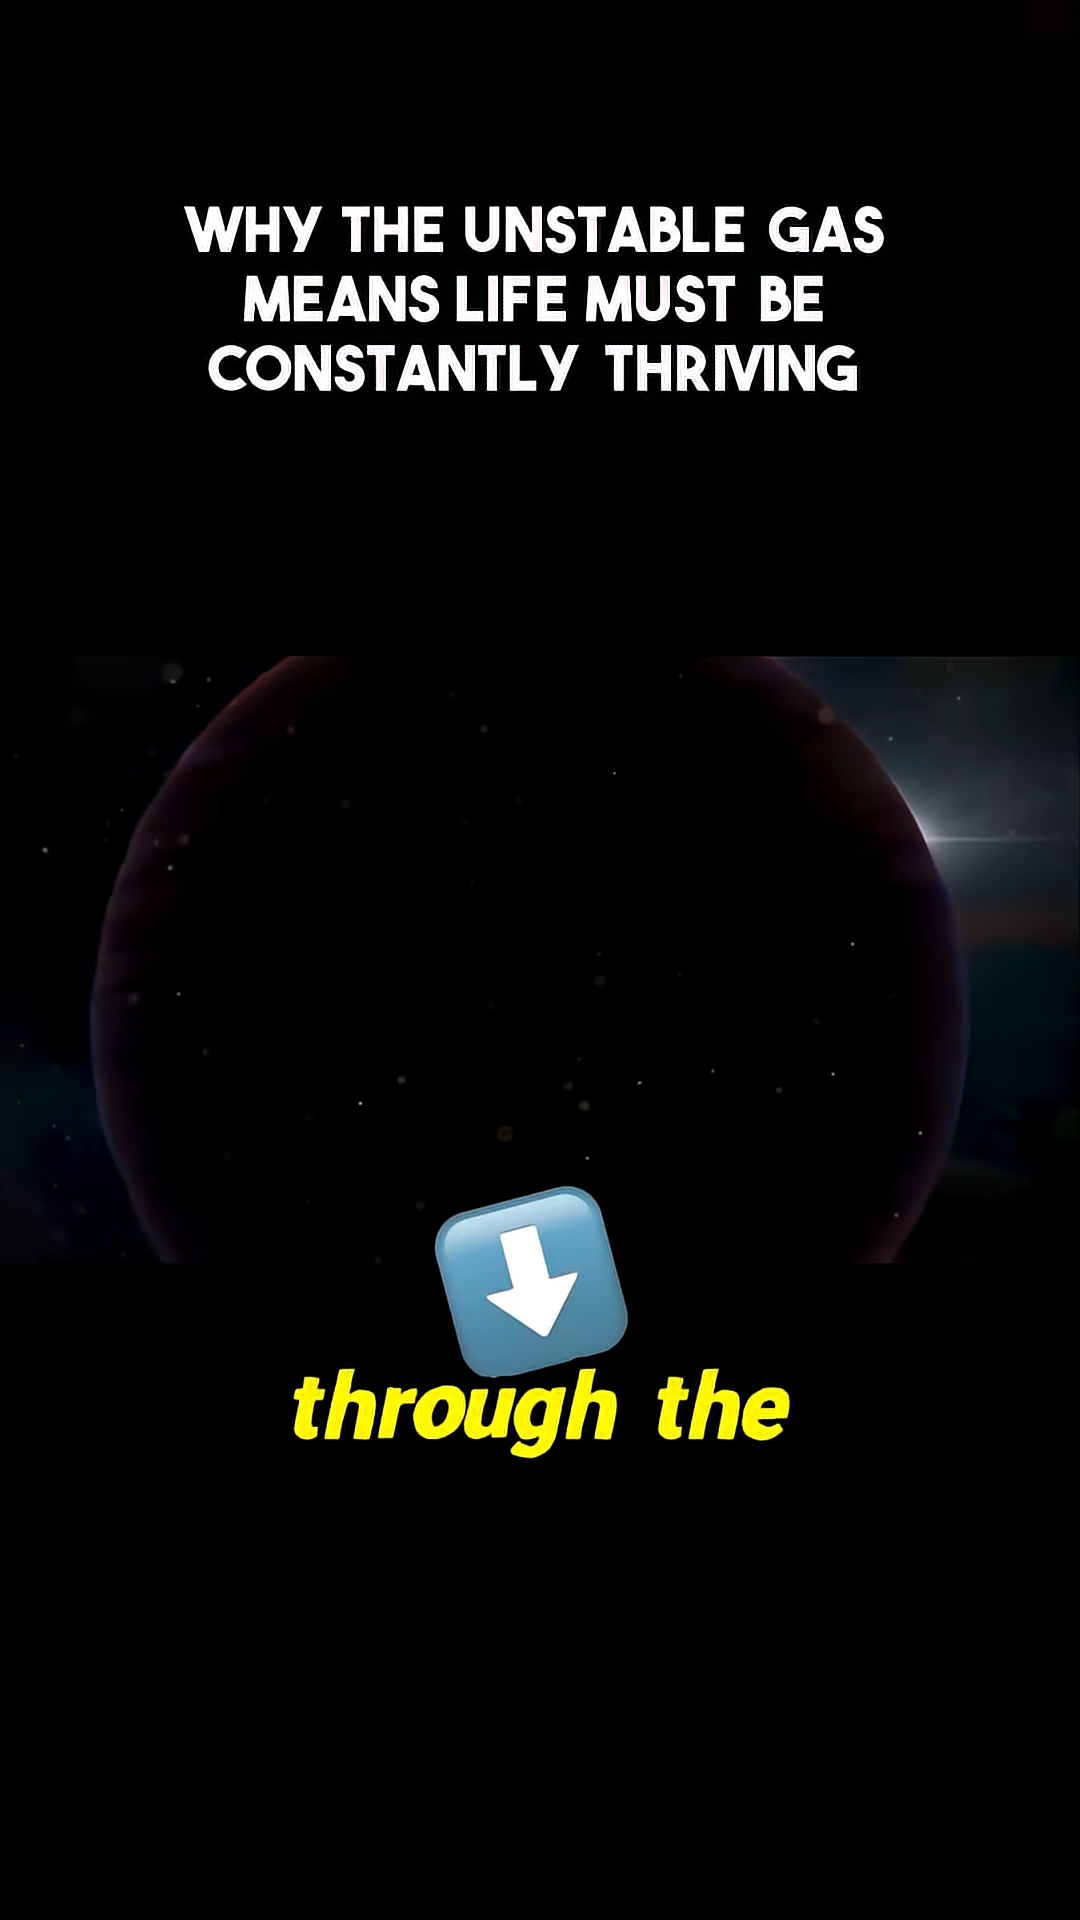 WHY THE UNSTABLE GAS
MEANS LIFE MUST BE
CONSTANTLY THRIVING
through the